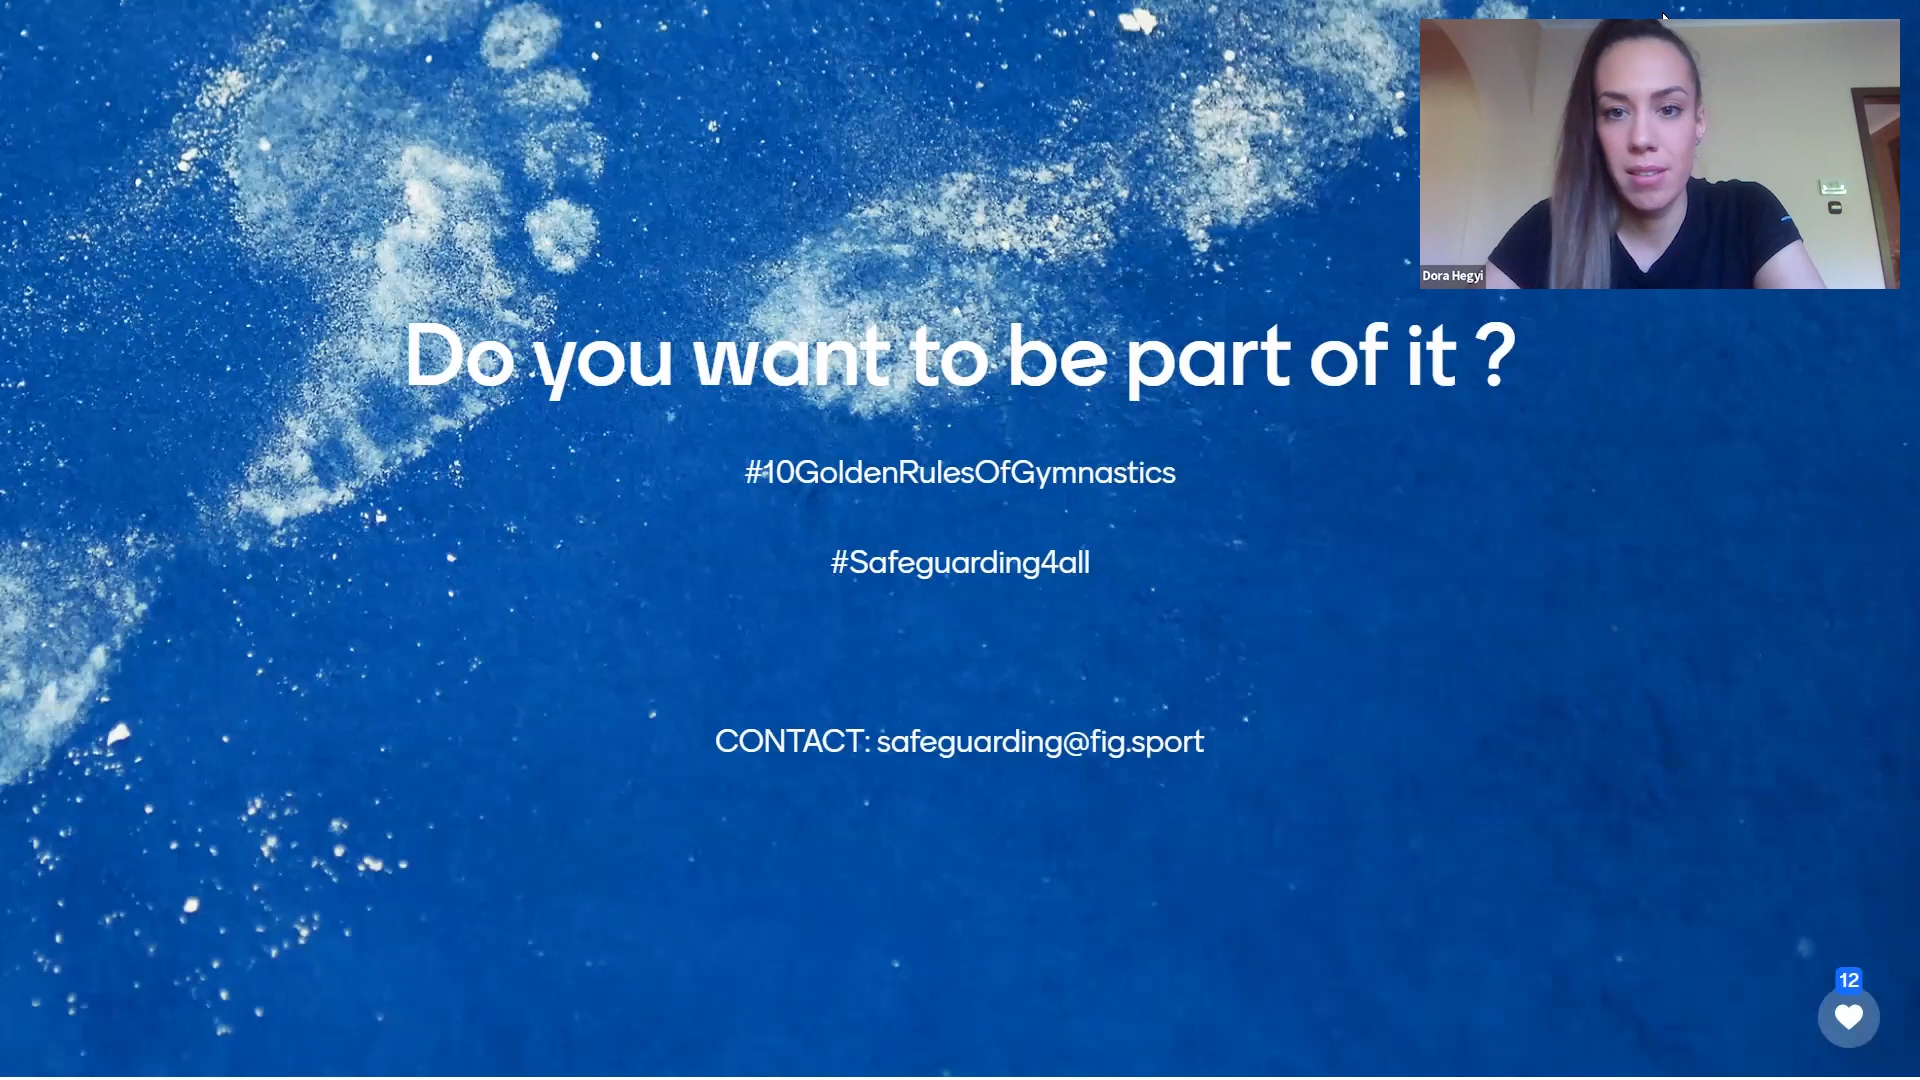 Dora Hegyi
Do you want to be part of it ?
#10GoldenRulesOfGymnastics
#Safeguarding4all
CONTACT: safeguarding@fig.sport
12